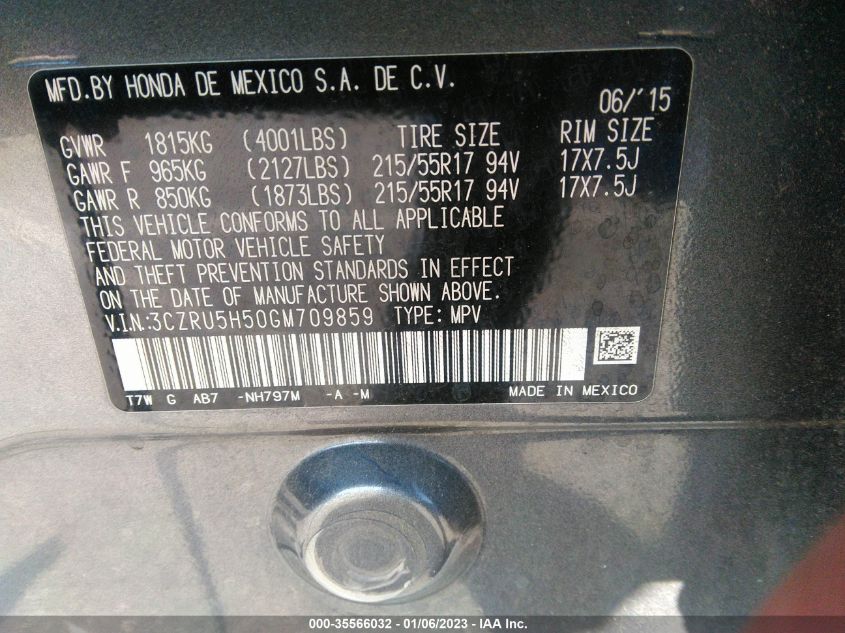 MFD.BY HONDA DE MEXICO S.A. DE C.V.
06/'15
GVWR 1815KG (4001LBS) TIRE SIZE RIM SIZE
GAWR F 965KG (2127LBS) 215/55R17 94V 17X7.5J
GAWR R 850KG (1873LBS) 215/55R17 94V 17X7.5J
THIS VEHICLE CONFORMS TO ALL APPLICABLE
FEDERAL MOTOR VEHICLE SAFETY
AND THEFT PREVENTION STANDARDS IN EFFECT
ON THE DATE OF MANUFACTURE SHOWN ABOVE.
V.I.N:3CZRU5H50GM709859 TYPE: MPV
T7W G AB7 -NH797M -A -M MADE IN MEXICO
000-35566032 - 01/06/2023 - IAA Inc.